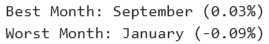 Best Month: September (0.03%)
Worst Month: January (-0.09%)